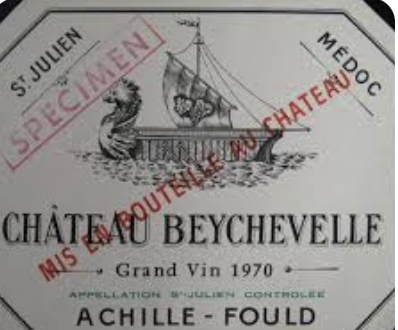 ST JULIEN
MÉDOC
SPECIMEN
MIS EN BOUTEILLE AU CHATEAU
CHÂTEAU BEYCHEVELLE
Grand Vin 1970
APPELLATION ST-JULIEN CONTROLÉE
ACHILLE - FOULD